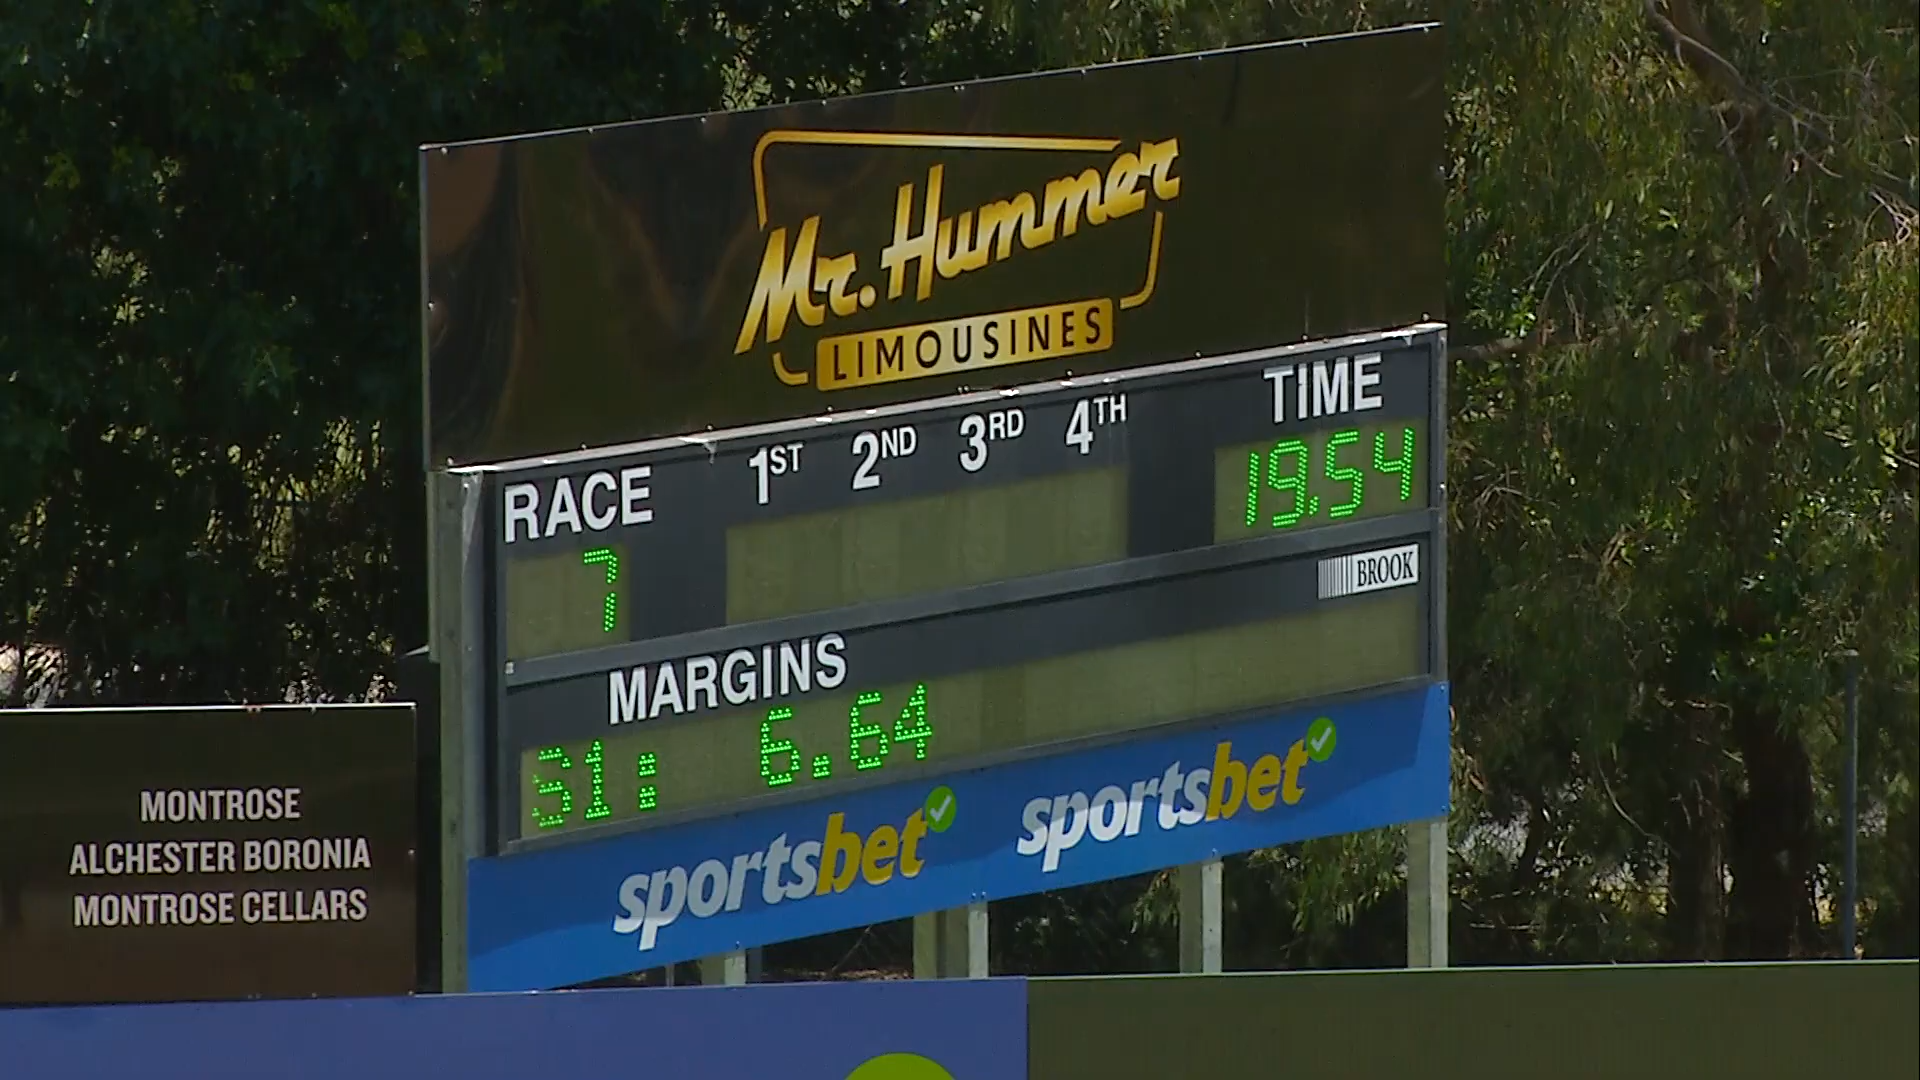 Mr. Hummer
LIMOUSINES
RACE 1ST 2ND 3RD 4TH TIME
7 19.54
BROOK
MARGINS
S1: 6.64
sportsbet sportsbet
MONTROSE
ALCHESTER BORONIA
MONTROSE CELLARS